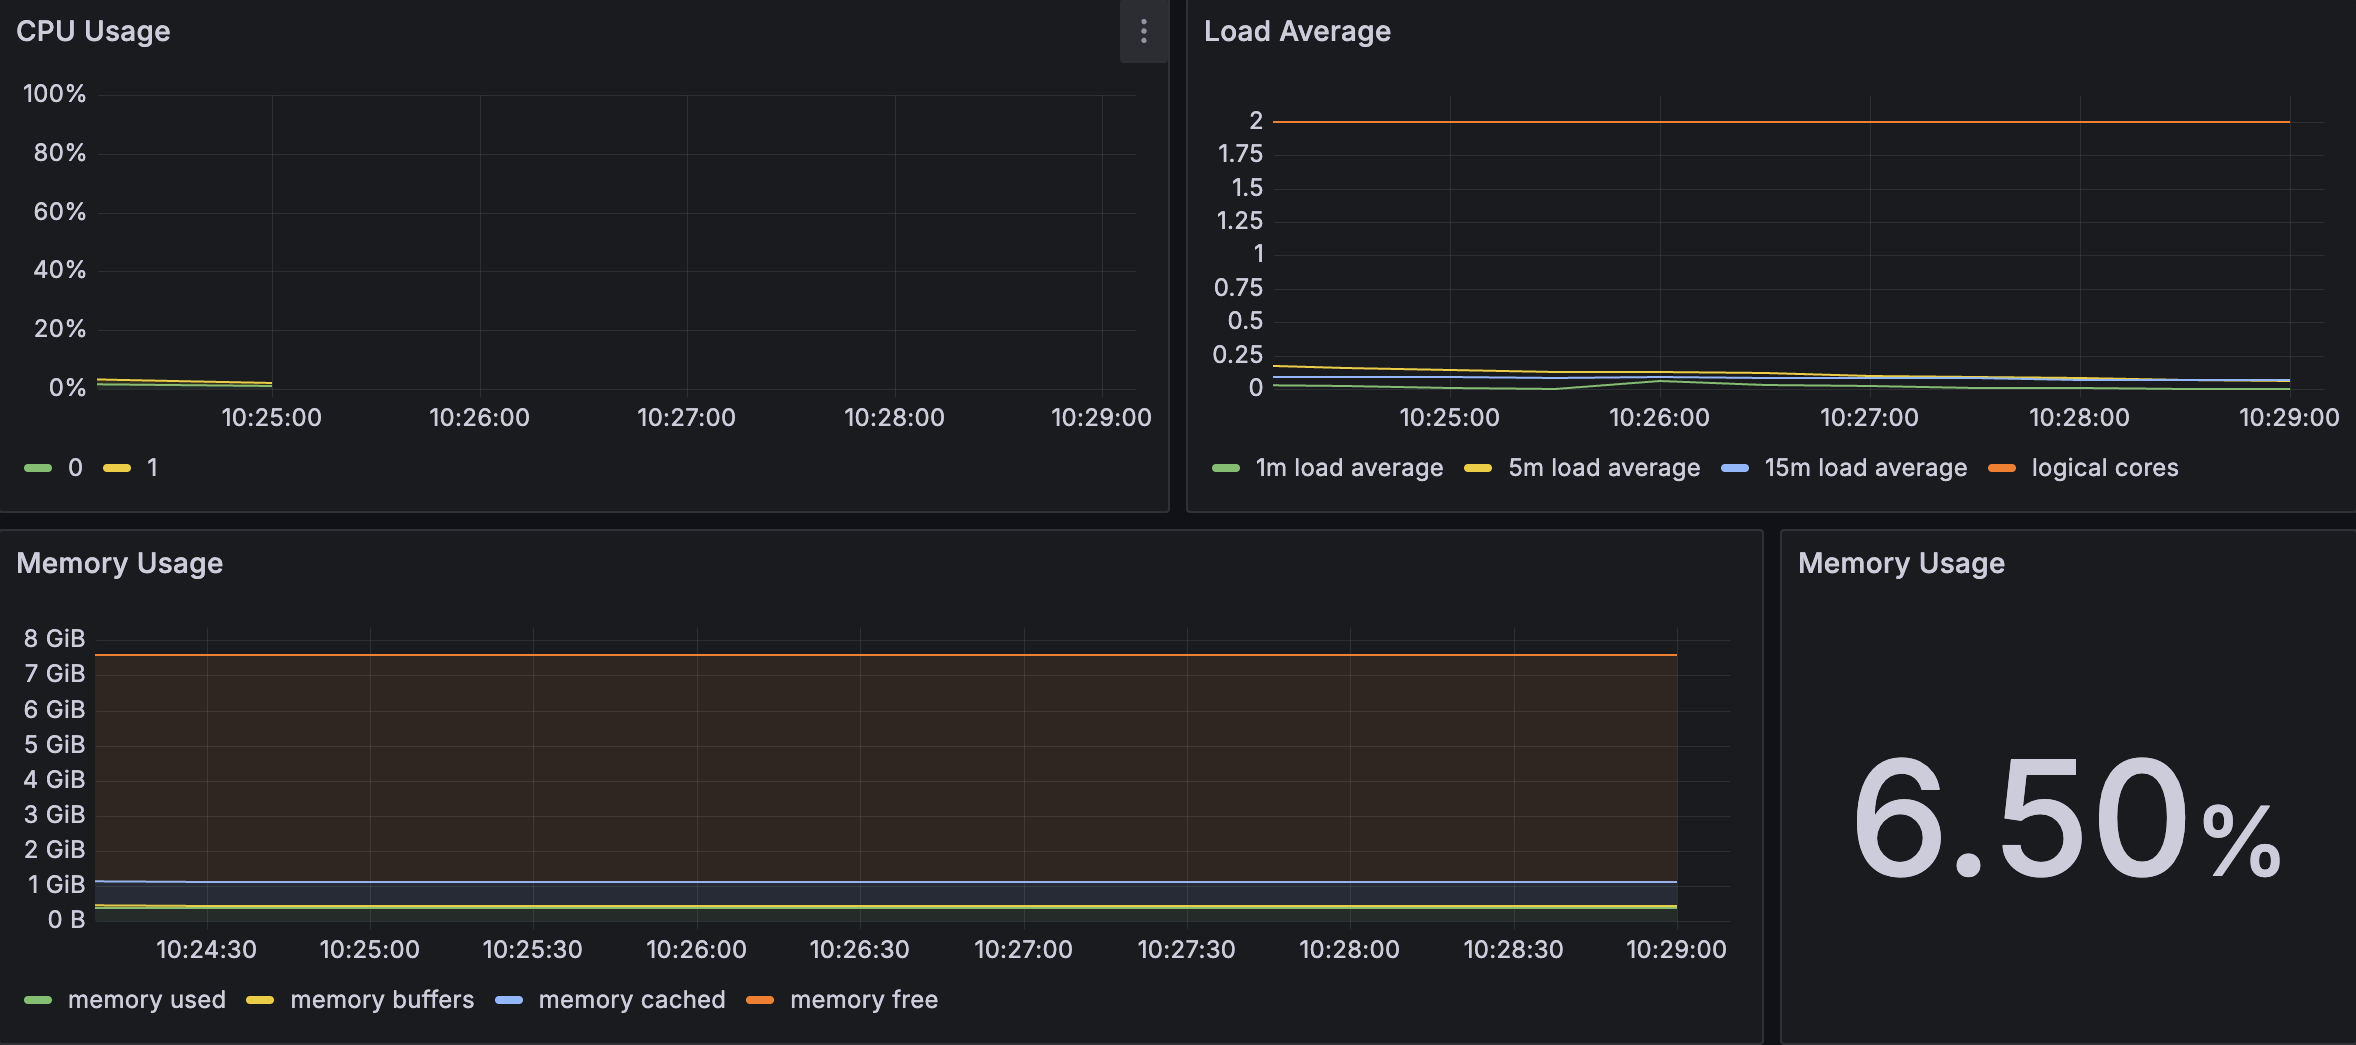 CPU Usage
100%
80%
60%
40%
20%
0%
10:25:00 10:26:00 10:27:00 10:28:00 10:29:00
0 1
Load Average
2
1.75
1.5
1.25
1
0.75
0.5
0.25
0
10:25:00 10:26:00 10:27:00 10:28:00 10:29:00
1m load average 5m load average 15m load average logical cores
Memory Usage
8 GiB
7 GiB
6 GiB
5 GiB
4 GiB
3 GiB
2 GiB
1 GiB
0 B
10:24:30 10:25:00 10:25:30 10:26:00 10:26:30 10:27:00 10:27:30 10:28:00 10:28:30 10:29:00
memory used memory buffers memory cached memory free
Memory Usage
6.50%